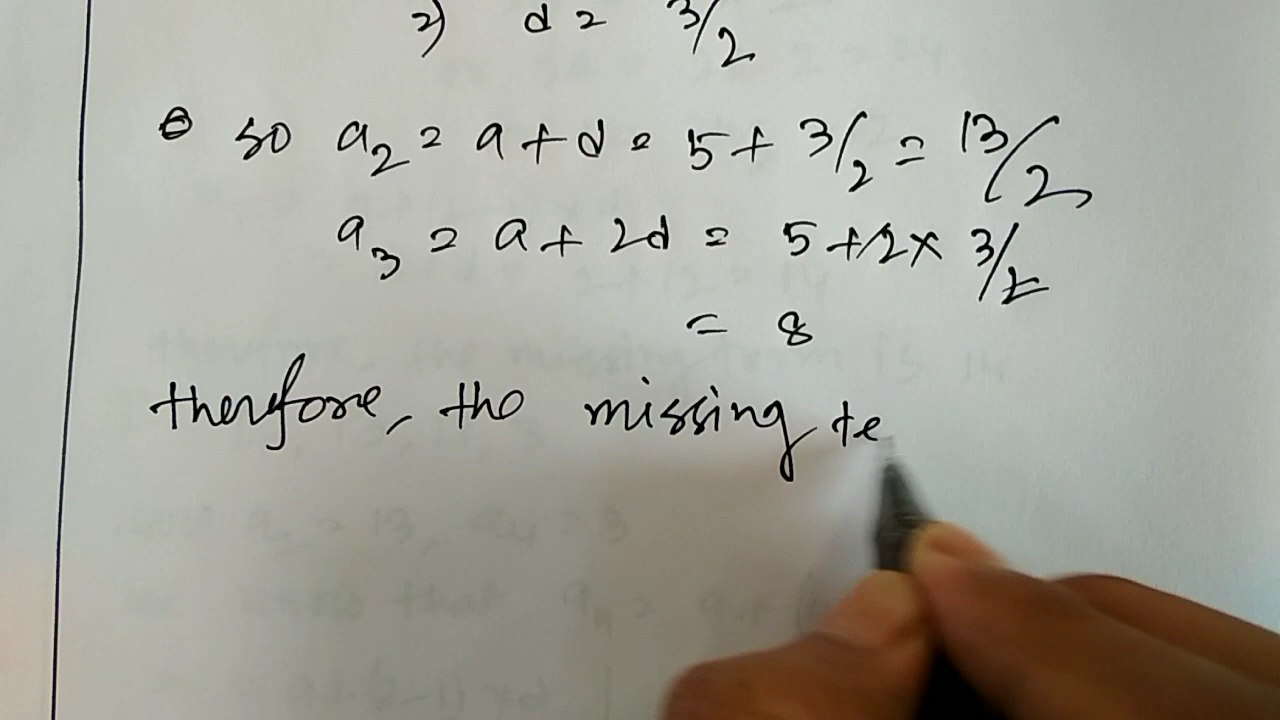 ⇒ d = 3/2
so a₂ = a + d = 5 + 3/2 = 13/2
a₃ = a + 2d = 5 + 2 × 3/2
= 8
therefore, the missing te